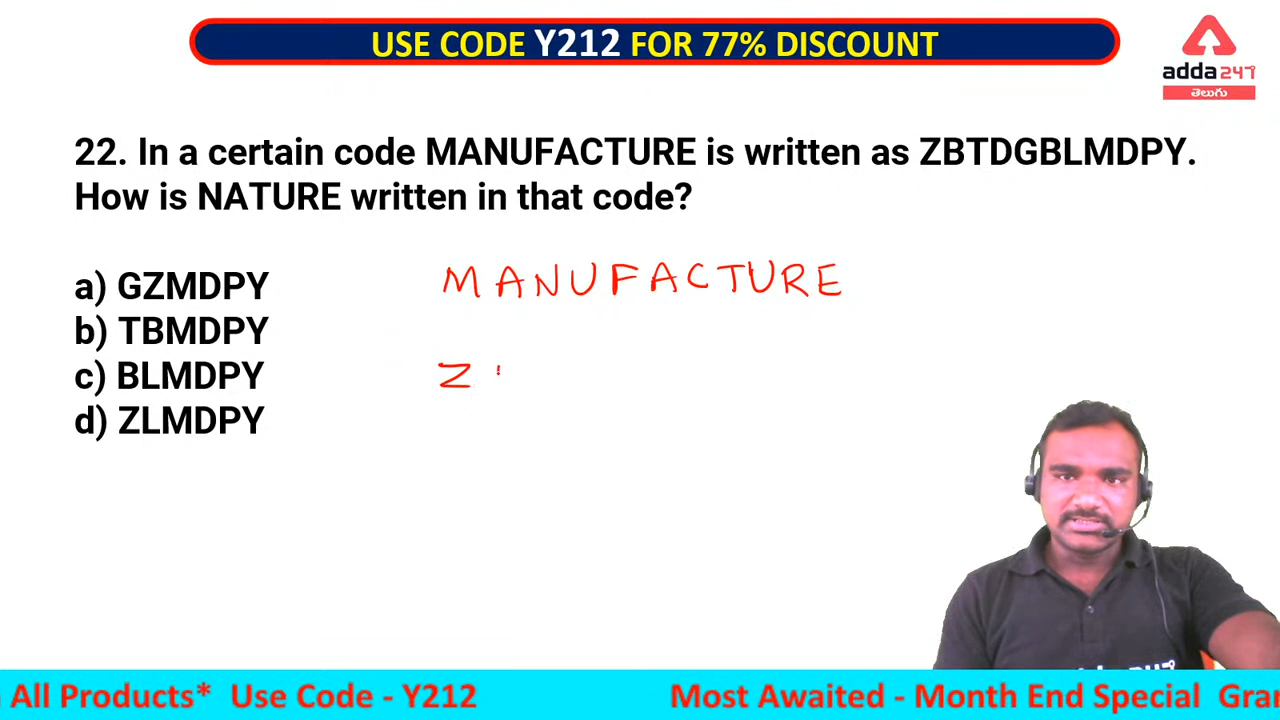 USE CODE Y212 FOR 77% DISCOUNT
adda247
తెలుగు
22. In a certain code MANUFACTURE is written as ZBTDGBLMDPY.
How is NATURE written in that code?
a) GZMDPY
b) TBMDPY
c) BLMDPY
d) ZLMDPY
MANUFACTURE
Z
All Products* Use Code - Y212 Most Awaited - Month End Special